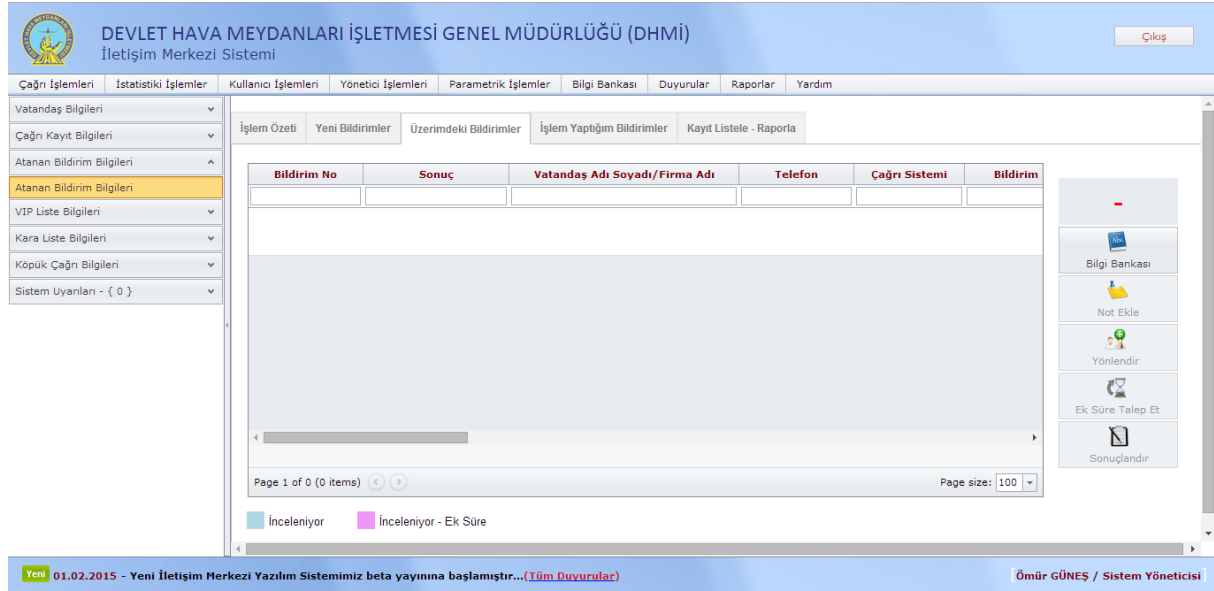 DEVLET HAVA MEYDANLARI İŞLETMESİ GENEL MÜDÜRLÜĞÜ (DHMİ)
İletişim Merkezi Sistemi
Çıkış
Çağrı İşlemleri İstatistiki İşlemler Kullanıcı İşlemleri Yönetici İşlemleri Parametrik İşlemler Bilgi Bankası Duyurular Raporlar Yardım
Vatandaş Bilgileri
Çağrı Kayıt Bilgileri
Atanan Bildirim Bilgileri
Atanan Bildirim Bilgileri
VIP Liste Bilgileri
Kara Liste Bilgileri
Köpük Çağrı Bilgileri
Sistem Uyarıları - { 0 }
İşlem Özeti Yeni Bildirimler Üzerimdeki Bildirimler İşlem Yaptığım Bildirimler Kayıt Listele - Raporla
Bildirim No Sonuç Vatandaş Adı Soyadı/Firma Adı Telefon Çağrı Sistemi Bildirim
-
Bilgi Bankası
Not Ekle
Yönlendir
Ek Süre Talep Et
Sonuçlandır
Page 1 of 0 (0 items) Page size: 100
İnceleniyor İnceleniyor - Ek Süre
Yeni 01.02.2015 - Yeni İletişim Merkezi Yazılım Sistemimiz beta yayınına başlamıştır...(Tüm Duyurular)
[Ömür GÜNEŞ / Sistem Yöneticisi]